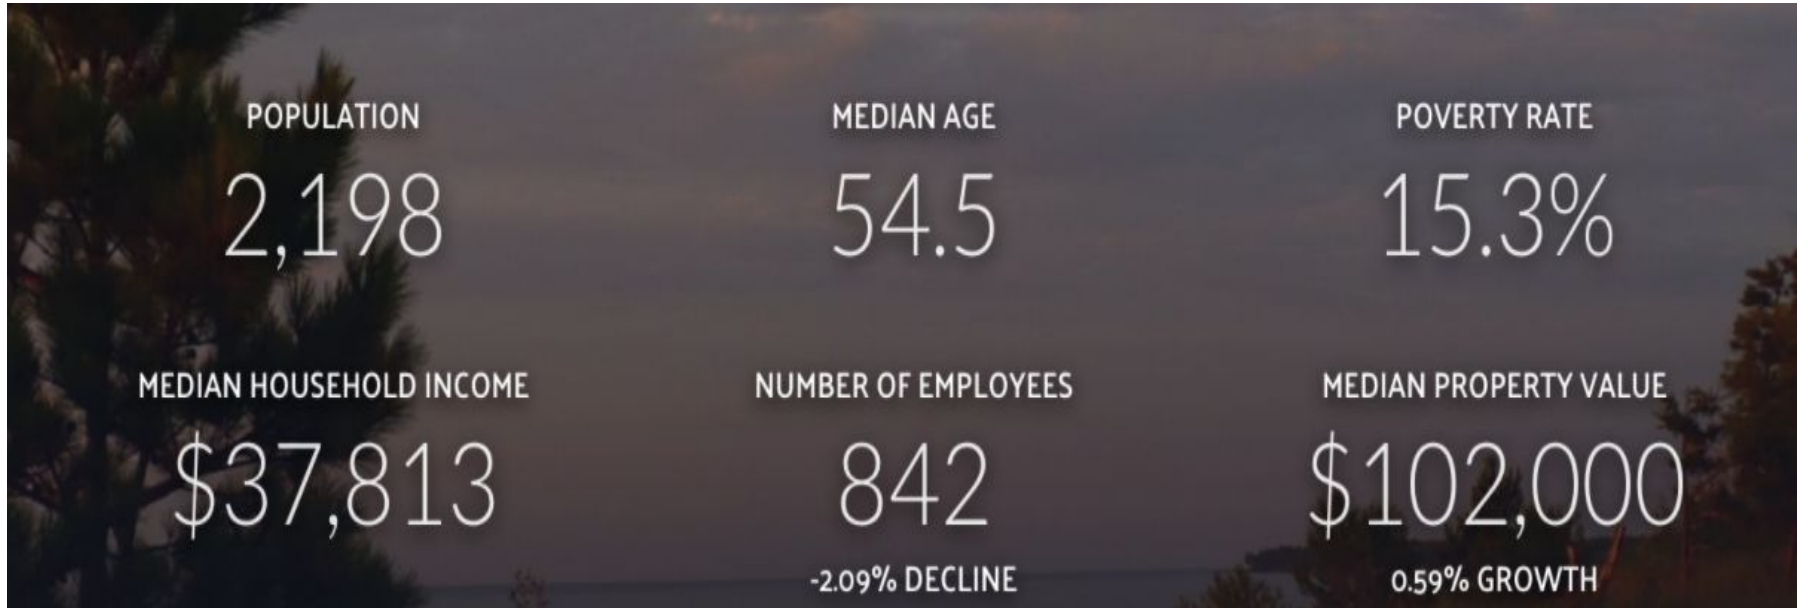 POPULATION
MEDIAN AGE
POVERTY RATE
2,198
54.5
15.3%
MEDIAN HOUSEHOLD INCOME
NUMBER OF EMPLOYEES
MEDIAN PROPERTY VALUE
$37,813
842
$102,000
-2.09% DECLINE
0.59% GROWTH